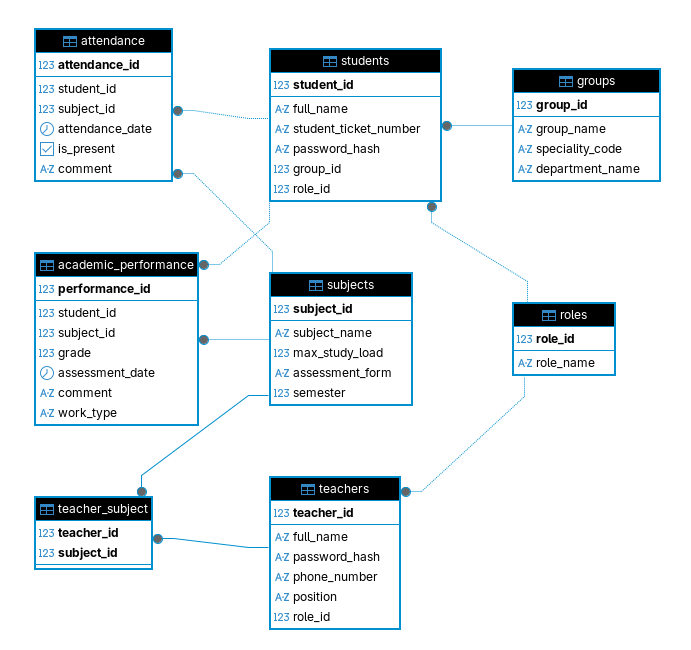 attendance
123 attendance_id
123 student_id
123 subject_id
attendance_date
is_present
A-Z comment
students
123 student_id
A-Z full_name
A-Z student_ticket_number
A-Z password_hash
123 group_id
123 role_id
groups
123 group_id
A-Z group_name
A-Z speciality_code
A-Z department_name
academic_performance
123 performance_id
123 student_id
123 subject_id
123 grade
assessment_date
A-Z comment
A-Z work_type
subjects
123 subject_id
A-Z subject_name
123 max_study_load
A-Z assessment_form
123 semester
roles
123 role_id
A-Z role_name
teacher_subject
123 teacher_id
123 subject_id
teachers
123 teacher_id
A-Z full_name
A-Z password_hash
A-Z phone_number
A-Z position
123 role_id